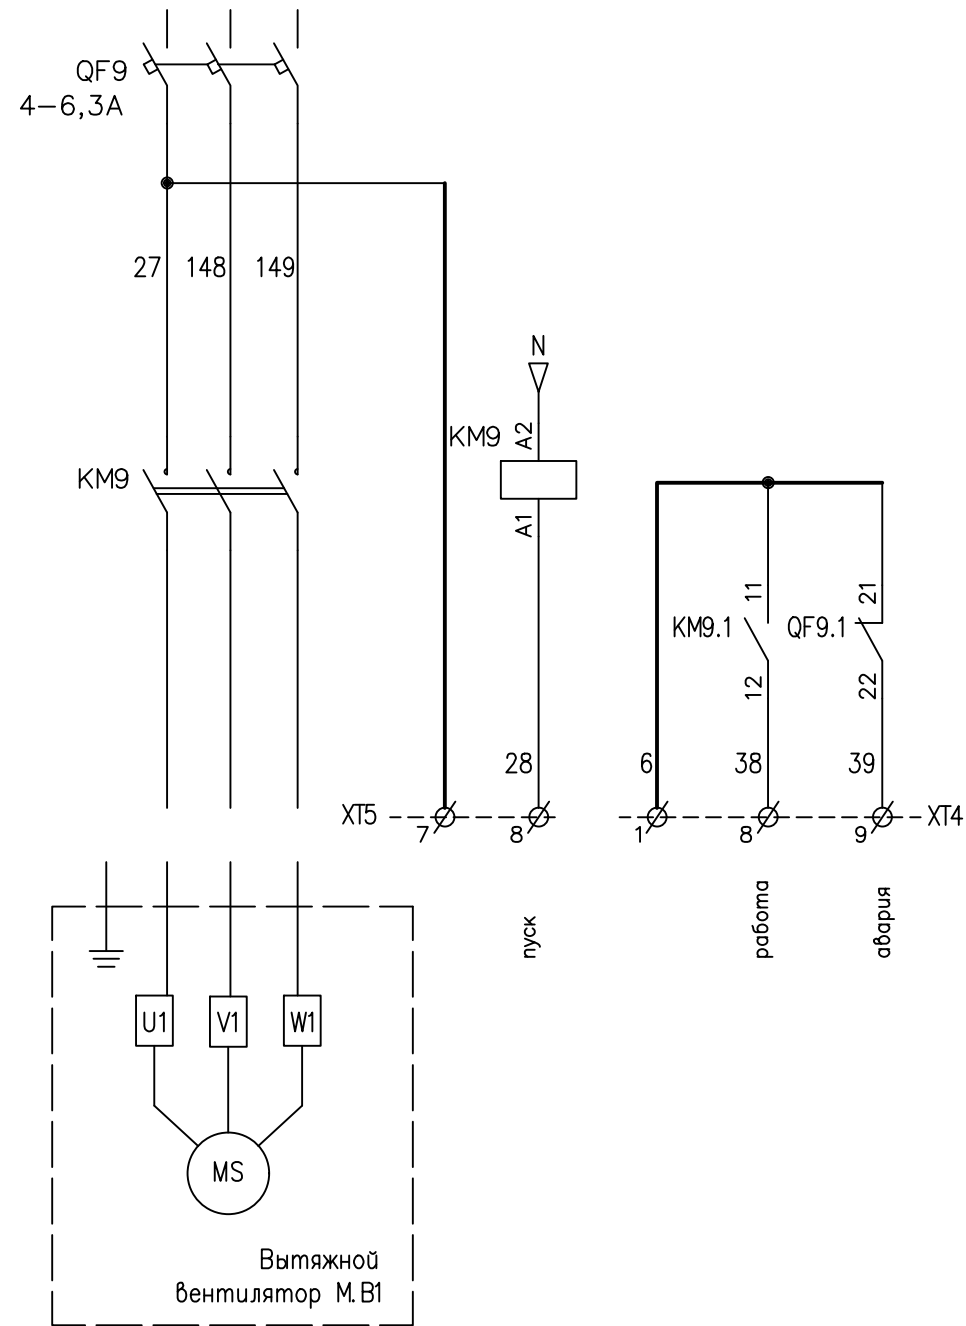 QF9
4-6,3A
27
148
149
N
KM9
A2
A1
KM9
11
21
KM9.1
QF9.1
12
22
28
6
38
39
XT5
7
8
1
8
9
XT4
пуск
работа
авария
U1
V1
W1
MS
Вытяжной
вентилятор М.В1